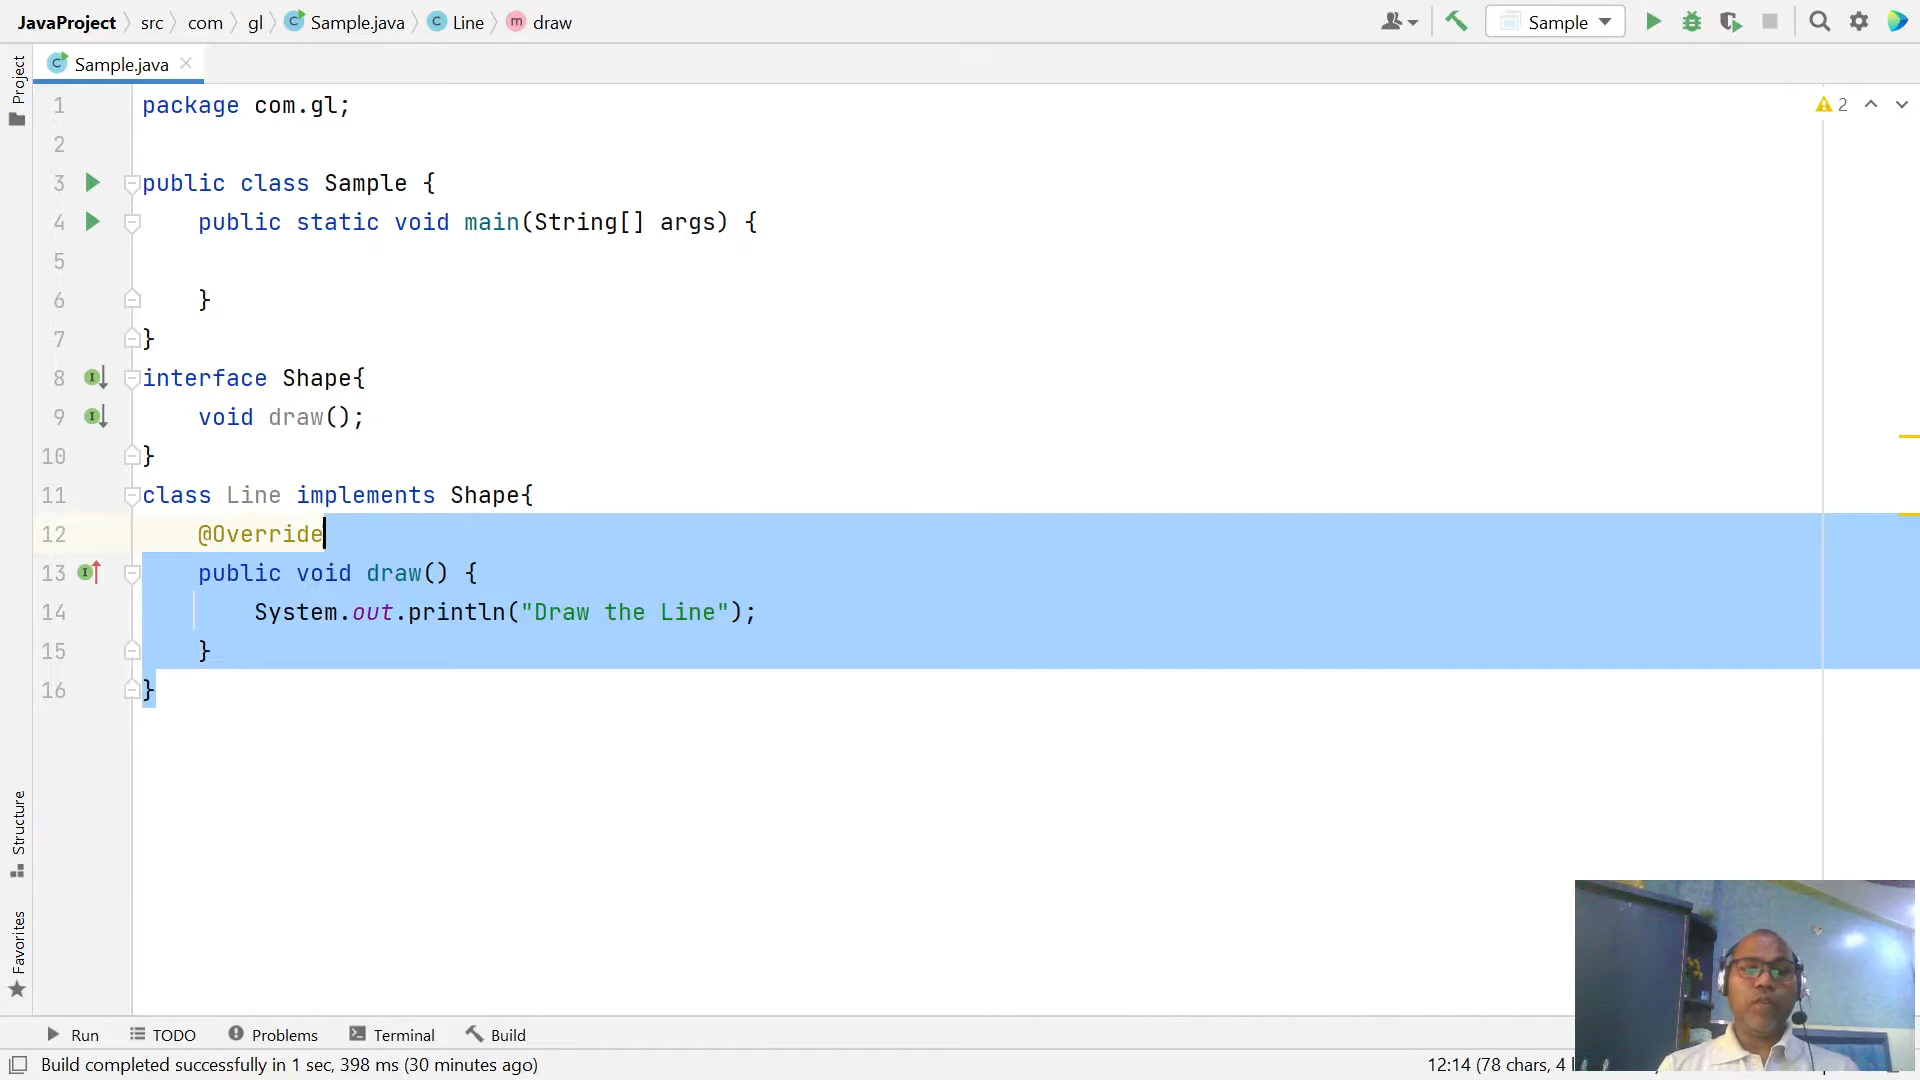 JavaProject src com gl Sample.java Line draw
Sample
Sample.java
Project
2
1 package com.gl;
2
3 public class Sample {
4 public static void main(String[] args) {
5
6 }
7 }
8 interface Shape{
9 void draw();
10 }
11 class Line implements Shape{
12 @Override
13 public void draw() {
14 System.out.println("Draw the Line");
15 }
16 }
Structure
Favorites
Run TODO Problems Terminal Build
Build completed successfully in 1 sec, 398 ms (30 minutes ago)
12:14 (78 chars, 4